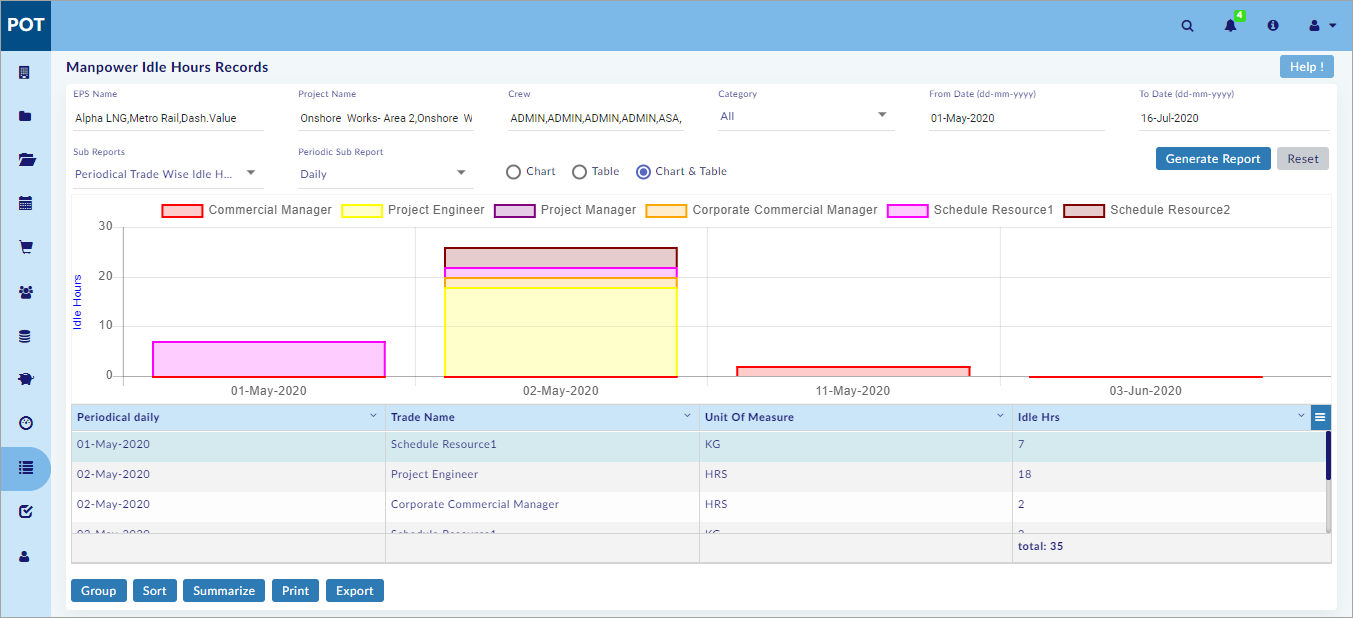 POT
4
Manpower Idle Hours Records
Help !
EPS Name Project Name Crew Category From Date (dd-mm-yyyy) To Date (dd-mm-yyyy)
Alpha LNG,Metro Rail,Dash.Value Onshore Works- Area 2,Onshore W ADMIN,ADMIN,ADMIN,ADMIN,ASA, All 01-May-2020 16-Jul-2020
Sub Reports Periodic Sub Report
Periodical Trade Wise Idle H... Daily Chart Table Chart & Table Generate Report Reset
Commercial Manager Project Engineer Project Manager Corporate Commercial Manager Schedule Resource1 Schedule Resource2
30
20
10
0
Idle Hours
01-May-2020 02-May-2020 11-May-2020 03-Jun-2020
Periodical daily Trade Name Unit Of Measure Idle Hrs
01-May-2020 Schedule Resource1 KG 7
02-May-2020 Project Engineer HRS 18
02-May-2020 Corporate Commercial Manager HRS 2
02-May-2020 Schedule Resource1 KG 2
total: 35
Group Sort Summarize Print Export